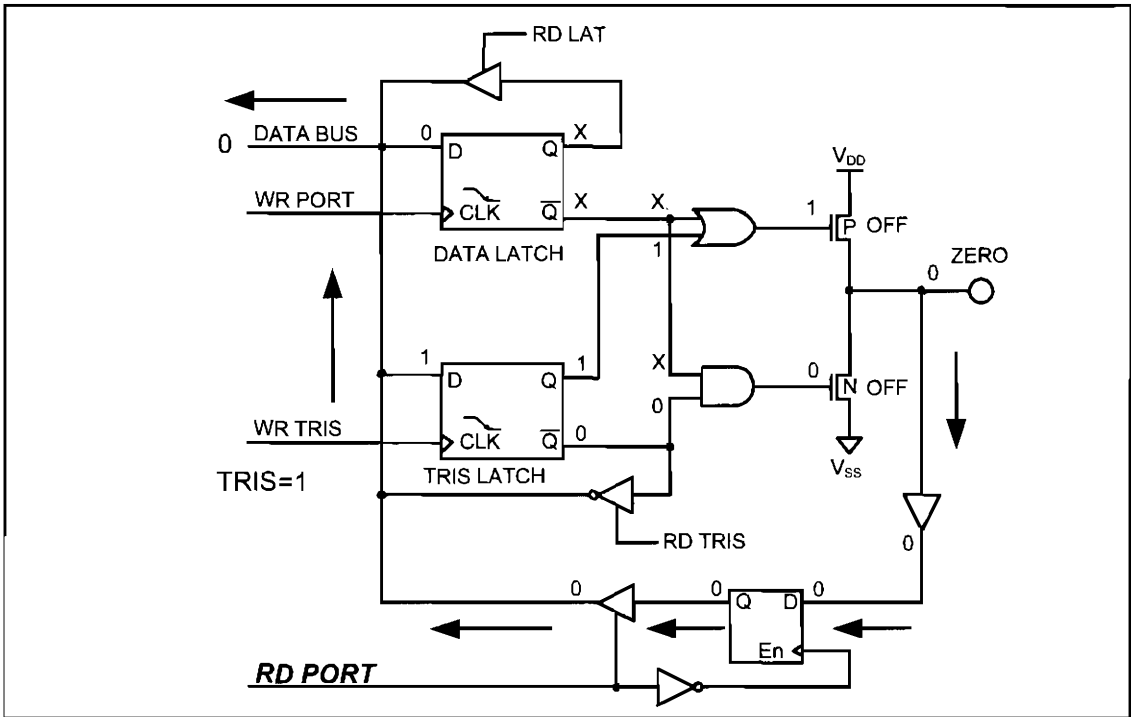 RD LAT
0 DATA BUS 0 D Q X
WR PORT CLK Q X X
DATA LATCH
1
1 P OFF
VDD
0 ZERO
1 D Q 1
X
0
0 N OFF
WR TRIS CLK Q 0
VSS
TRIS=1 TRIS LATCH
RD TRIS
0
0 0 Q D 0
En
RD PORT